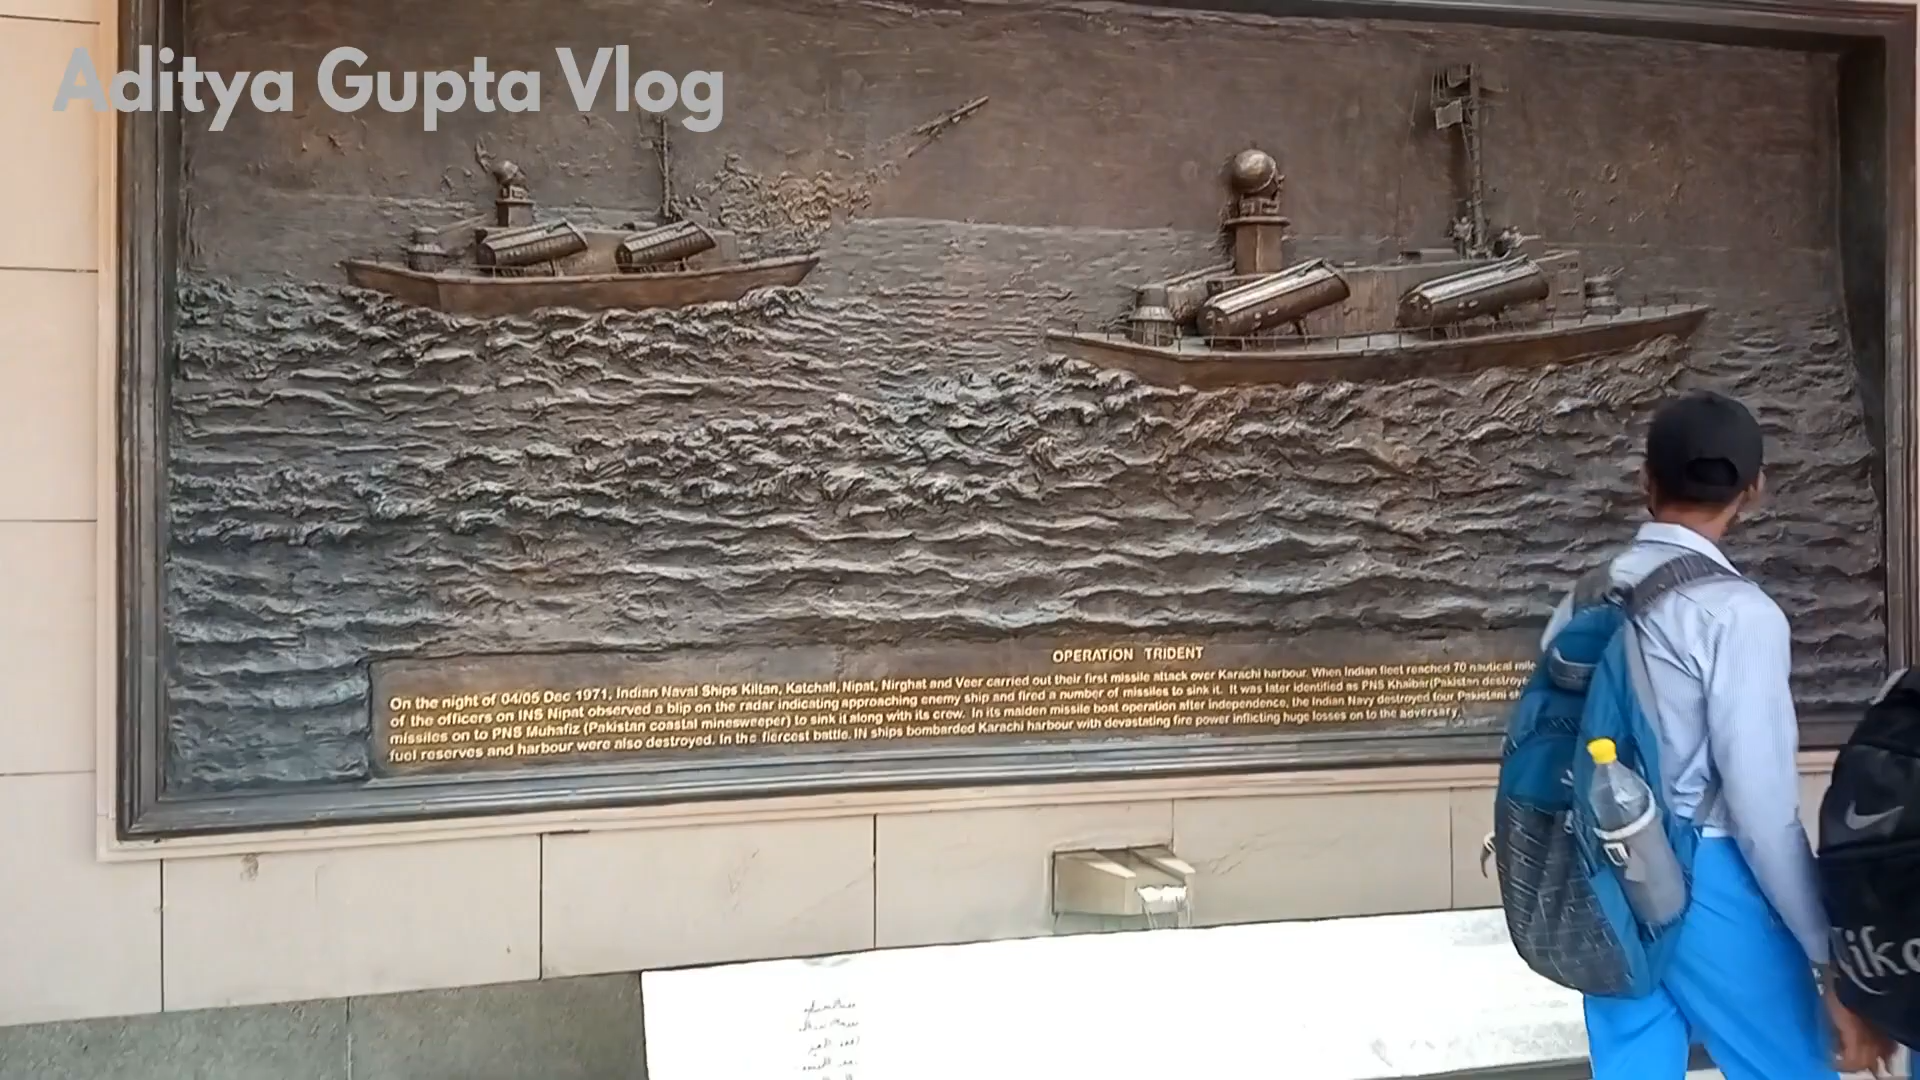 Aditya Gupta Vlog
OPERATION TRIDENT
On the night of 04/05 Dec 1971, Indian Naval Ships Kiltan, Katchall, Nipat, Nirghat and Veer carried out their first missile attack over Karachi harbour. When Indian fleet reached 70 nautical mile
of the officers on INS Nipat observed a blip on the radar indicating approaching enemy ship and fired a number of missiles to sink it. It was later identified as PNS Khaibar(Pakistan destroye
missiles on to PNS Muhafiz (Pakistan coastal minesweeper) to sink it along with its crew. In its maiden missile boat operation after independence, the Indian Navy destroyed four Pakistani sh
fuel reserves and harbour were also destroyed. In the fiercest battle, IN ships bombarded Karachi harbour with devastating fire power inflicting huge losses on to the adversary.